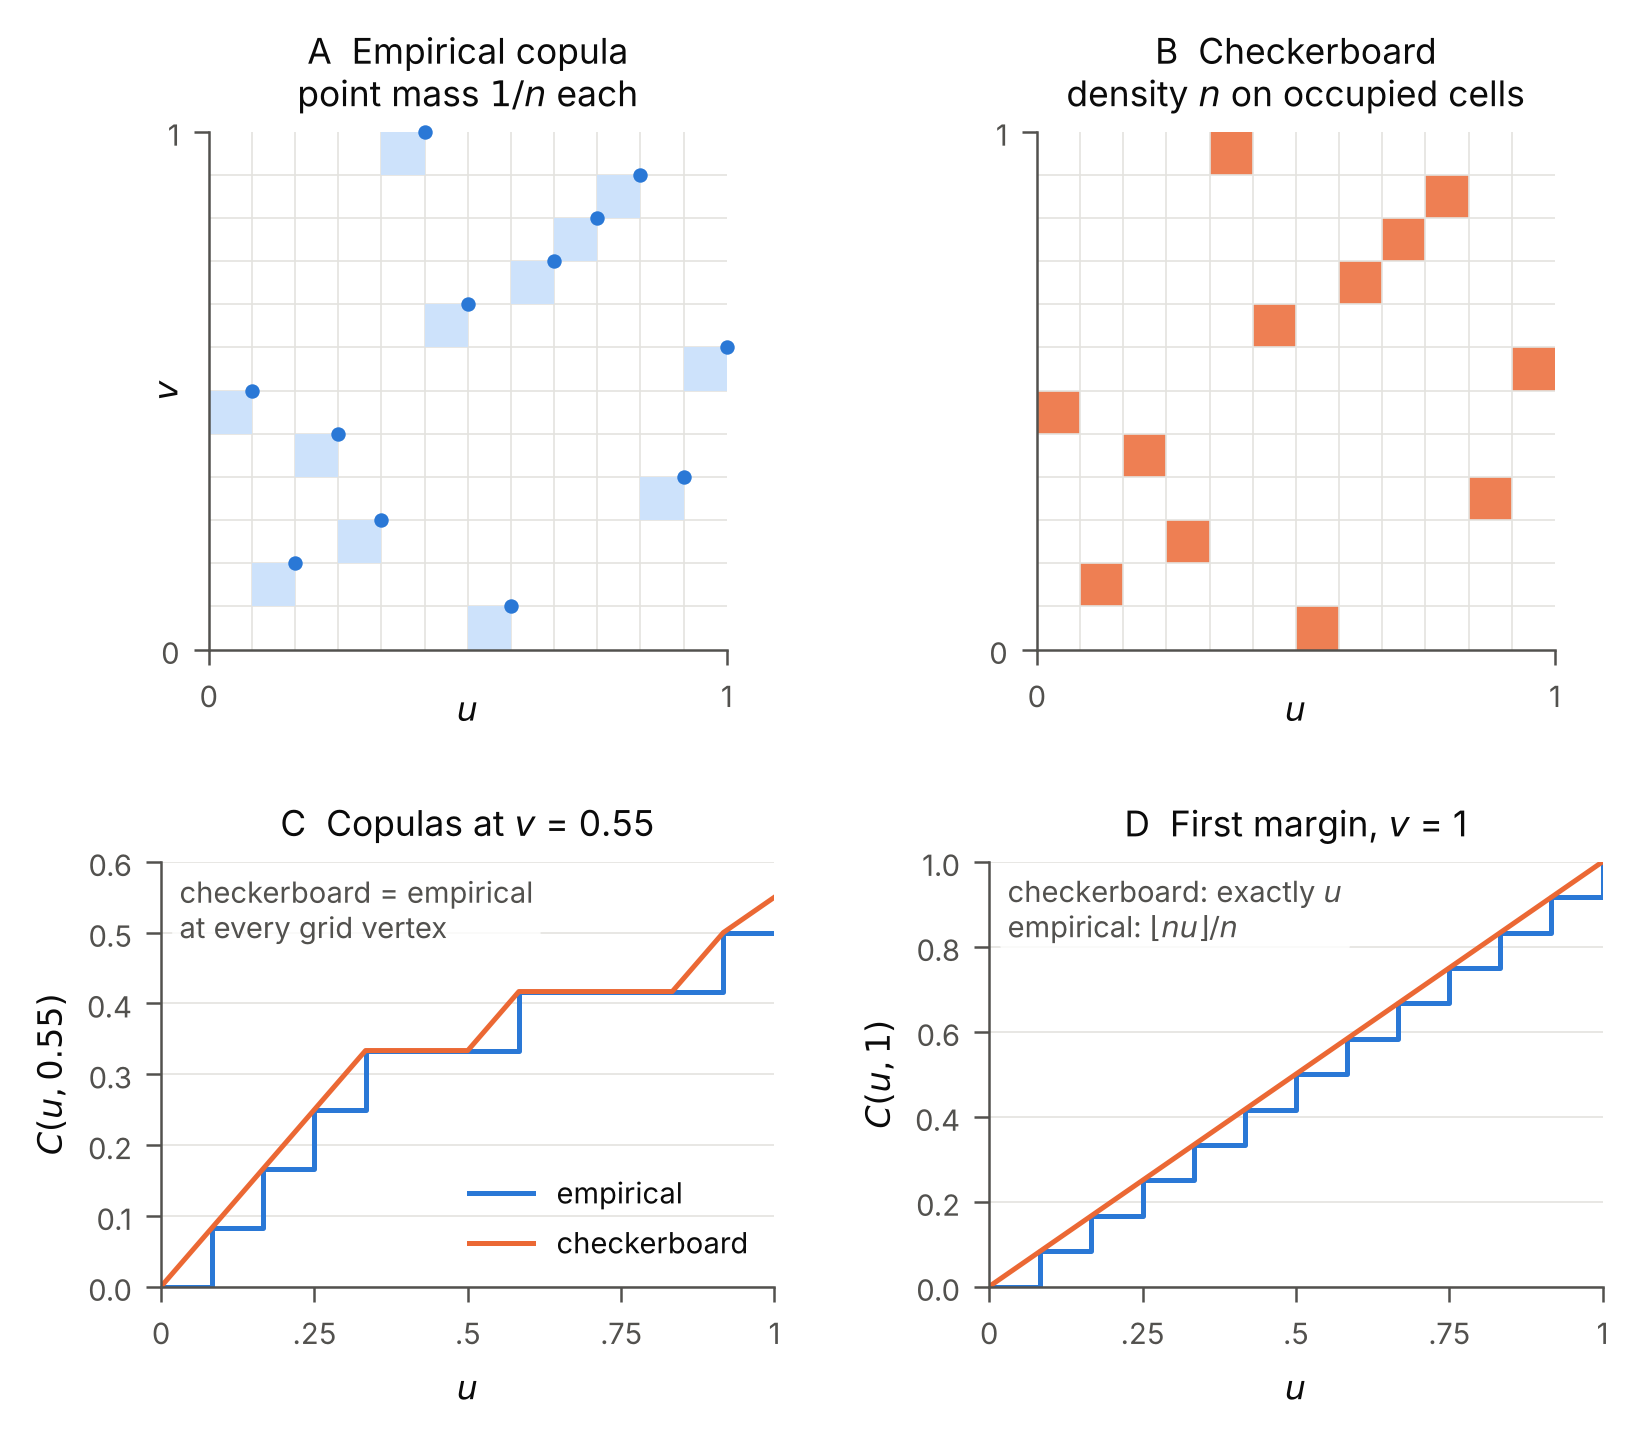 A Empirical copula
point mass 1/n each
1
v
0
0
1
u
B Checkerboard
density n on occupied cells
1
0
0
1
u
C Copulas at v = 0.55
0.6
0.5
0.4
0.3
0.2
0.1
0.0
C(u, 0.55)
checkerboard = empirical
at every grid vertex
empirical
checkerboard
0
.25
.5
.75
1
u
D First margin, v = 1
1.0
0.8
0.6
0.4
0.2
0.0
C(u, 1)
checkerboard: exactly u
empirical: ⌊nu⌋/n
0
.25
.5
.75
1
u